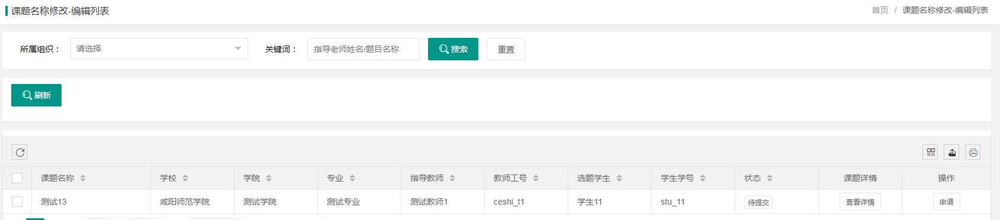 课题名称修改-编辑列表 首页 / 课题名称修改-编辑列表
所属组织： 请选择 关键词： 指导老师姓名/题目名称 搜索 重置
刷新
课题名称 学校 学院 专业 指导教师 教师工号 选题学生 学生学号 状态 课题详情 操作
测试13 咸阳师范学院 测试学院 测试专业 测试教师1 ceshi_t1 学生11 stu_11 待提交 查看详情 申请